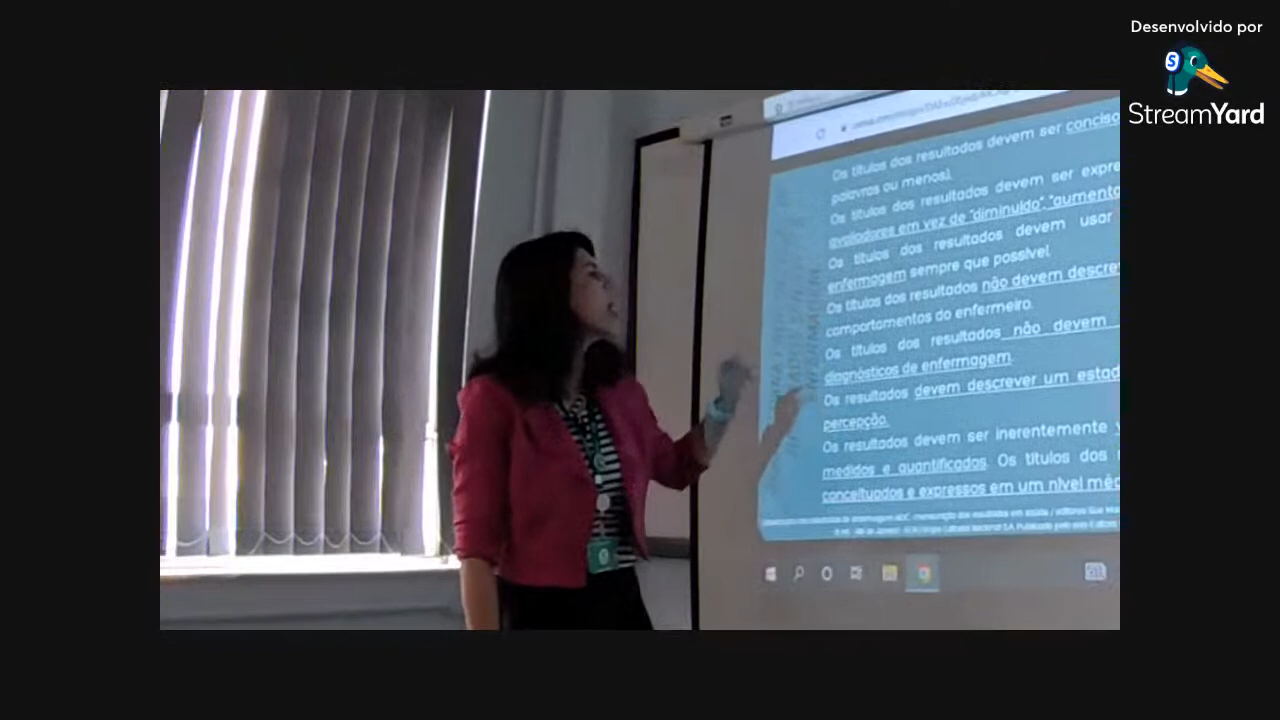 Desenvolvido por
StreamYard
Os títulos dos resultados devem ser conciso
palavras ou menos).
Os títulos dos resultados devem ser expre
avaliadores em vez de "diminuído", "aumento
Os títulos dos resultados devem usar
enfermagem sempre que possível.
Os títulos dos resultados não devem descre
comportamentos do enfermeiro.
Os títulos dos resultados não devem
diagnósticos de enfermagem.
Os resultados devem descrever um estad
percepção.
Os resultados devem ser inerentemente
medidos e quantificados. Os títulos dos
conceituados e expressos em um nível méd